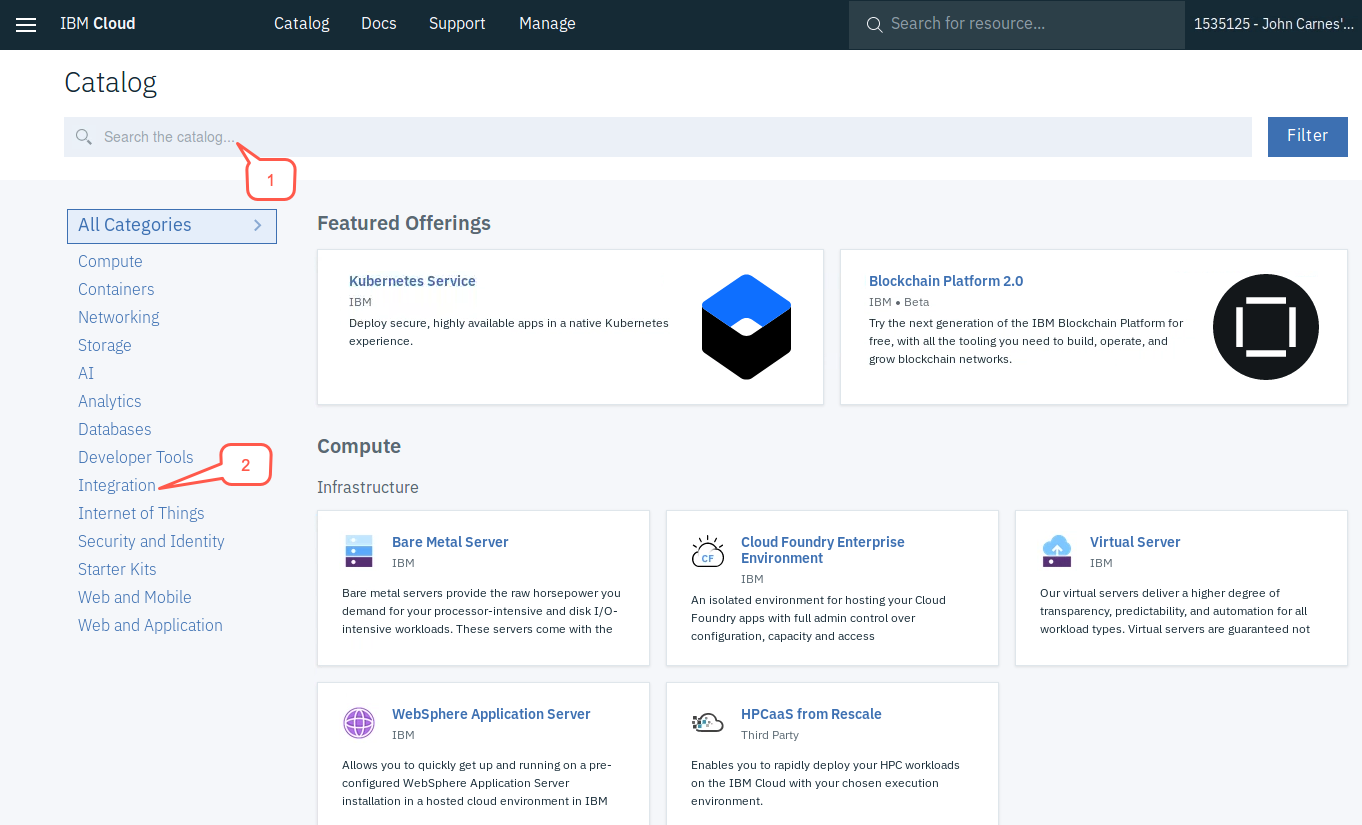 IBM Cloud
Catalog
Docs
Support
Manage
Search for resource...
1535125 - John Carnes'...
Catalog
Search the catalog...
Filter
1
All Categories
Compute
Containers
Networking
Storage
AI
Analytics
Databases
Developer Tools
Integration
Internet of Things
Security and Identity
Starter Kits
Web and Mobile
Web and Application
2
Featured Offerings
Kubernetes Service
IBM
Deploy secure, highly available apps in a native Kubernetes
experience.
Blockchain Platform 2.0
IBM • Beta
Try the next generation of the IBM Blockchain Platform for
free, with all the tooling you need to build, operate, and
grow blockchain networks.
Compute
Infrastructure
Bare Metal Server
IBM
Bare metal servers provide the raw horsepower you
demand for your processor-intensive and disk I/O-
intensive workloads. These servers come with the
CF
Cloud Foundry Enterprise
Environment
IBM
An isolated environment for hosting your Cloud
Foundry apps with full admin control over
configuration, capacity and access
Virtual Server
IBM
Our virtual servers deliver a higher degree of
transparency, predictability, and automation for all
workload types. Virtual servers are guaranteed not
WebSphere Application Server
IBM
Allows you to quickly get up and running on a pre-
configured WebSphere Application Server
installation in a hosted cloud environment in IBM
HPCaaS from Rescale
Third Party
Enables you to rapidly deploy your HPC workloads
on the IBM Cloud with your chosen execution
environment.